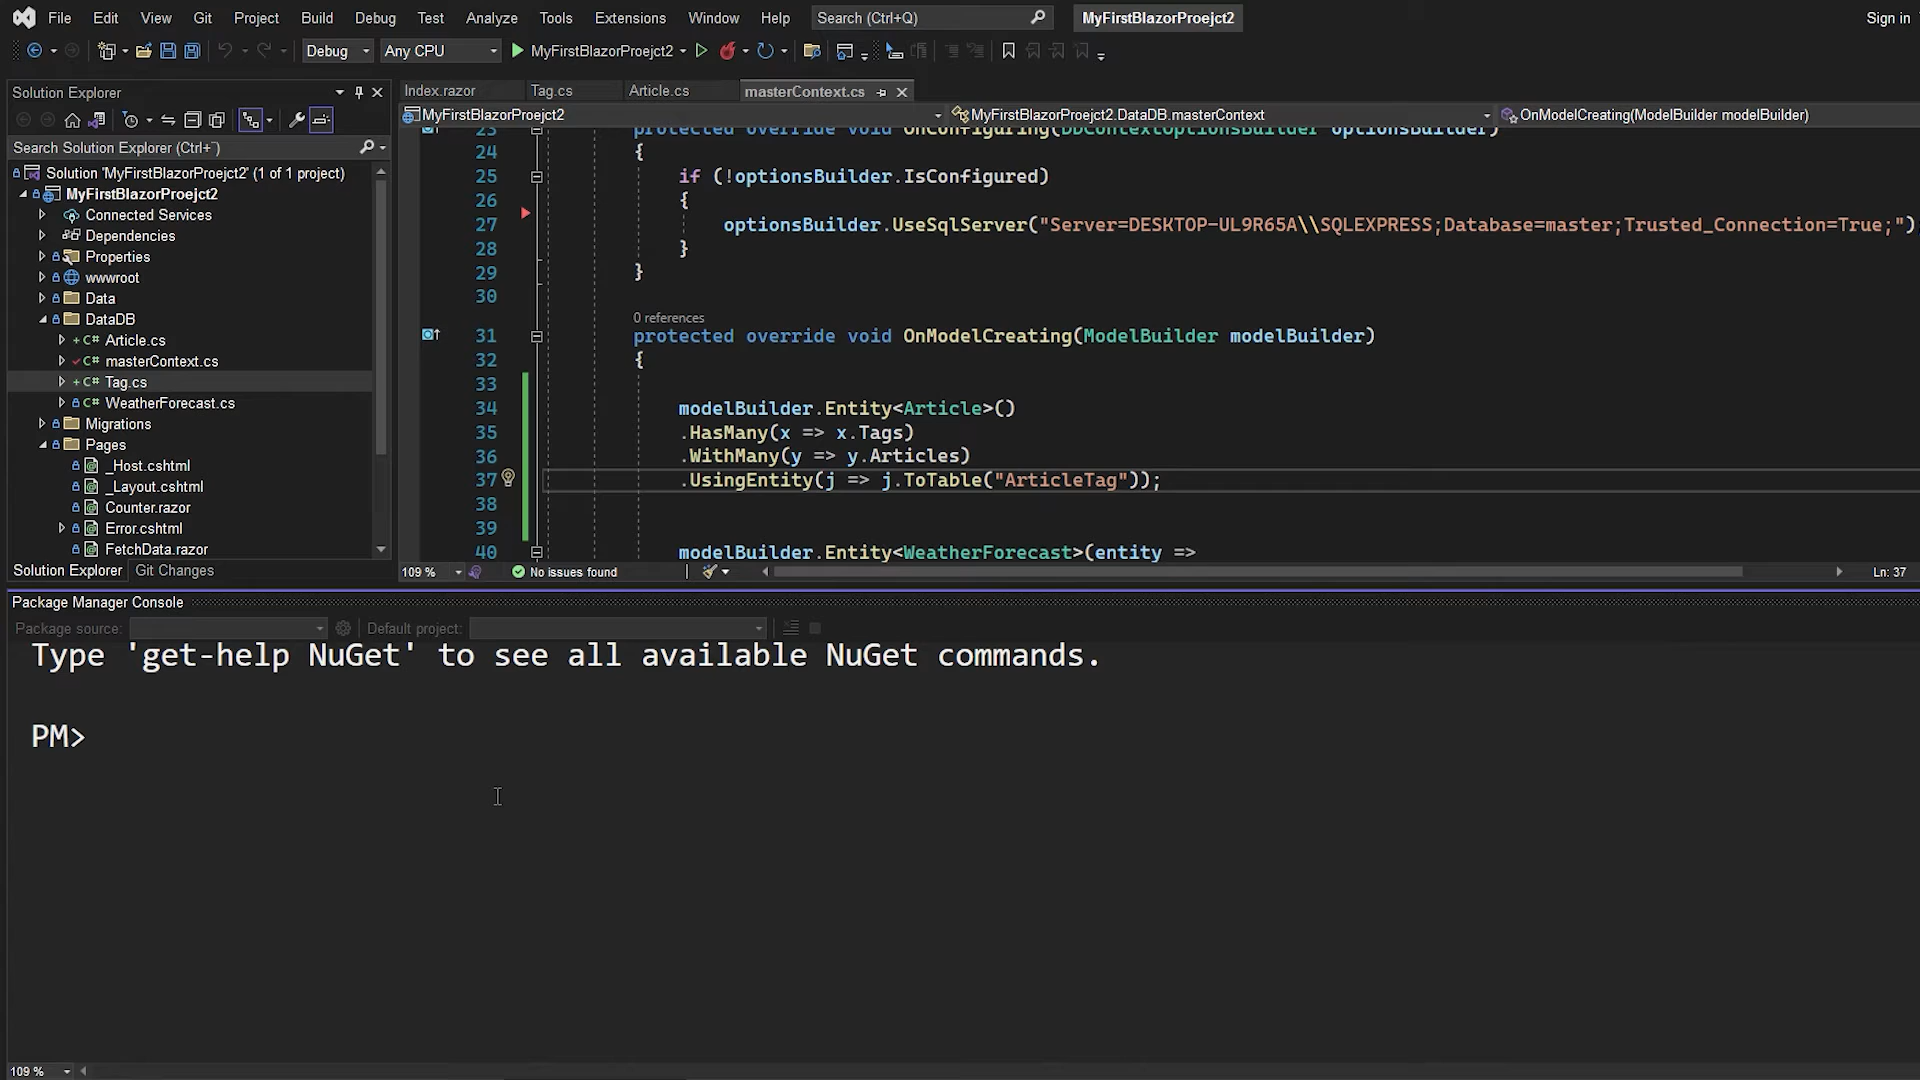 File Edit View Git Project Build Debug Test Analyze Tools Extensions Window Help Search (Ctrl+Q) MyFirstBlazorProejct2 Sign in
Debug Any CPU MyFirstBlazorProejct2
Solution Explorer
Search Solution Explorer (Ctrl+¨)
Solution 'MyFirstBlazorProejct2' (1 of 1 project)
MyFirstBlazorProejct2
Connected Services
Dependencies
Properties
wwwroot
Data
DataDB
Article.cs
masterContext.cs
Tag.cs
WeatherForecast.cs
Migrations
Pages
_Host.cshtml
_Layout.cshtml
Counter.razor
Error.cshtml
FetchData.razor
Solution Explorer Git Changes
Index.razor Tag.cs Article.cs masterContext.cs
MyFirstBlazorProejct2 MyFirstBlazorProejct2.DataDB.masterContext OnModelCreating(ModelBuilder modelBuilder)
23 protected override void OnConfiguring(DbContextOptionsBuilder optionsBuilder)
24 {
25 if (!optionsBuilder.IsConfigured)
26 {
27 optionsBuilder.UseSqlServer("Server=DESKTOP-UL9R65A\\SQLEXPRESS;Database=master;Trusted_Connection=True;")
28 }
29 }
30
0 references
31 protected override void OnModelCreating(ModelBuilder modelBuilder)
32 {
33
34 modelBuilder.Entity<Article>()
35 .HasMany(x => x.Tags)
36 .WithMany(y => y.Articles)
37 .UsingEntity(j => j.ToTable("ArticleTag"));
38
39
40 modelBuilder.Entity<WeatherForecast>(entity =>
109 % No issues found Ln: 37
Package Manager Console
Package source: Default project:
Type 'get-help NuGet' to see all available NuGet commands.
PM>
109 %